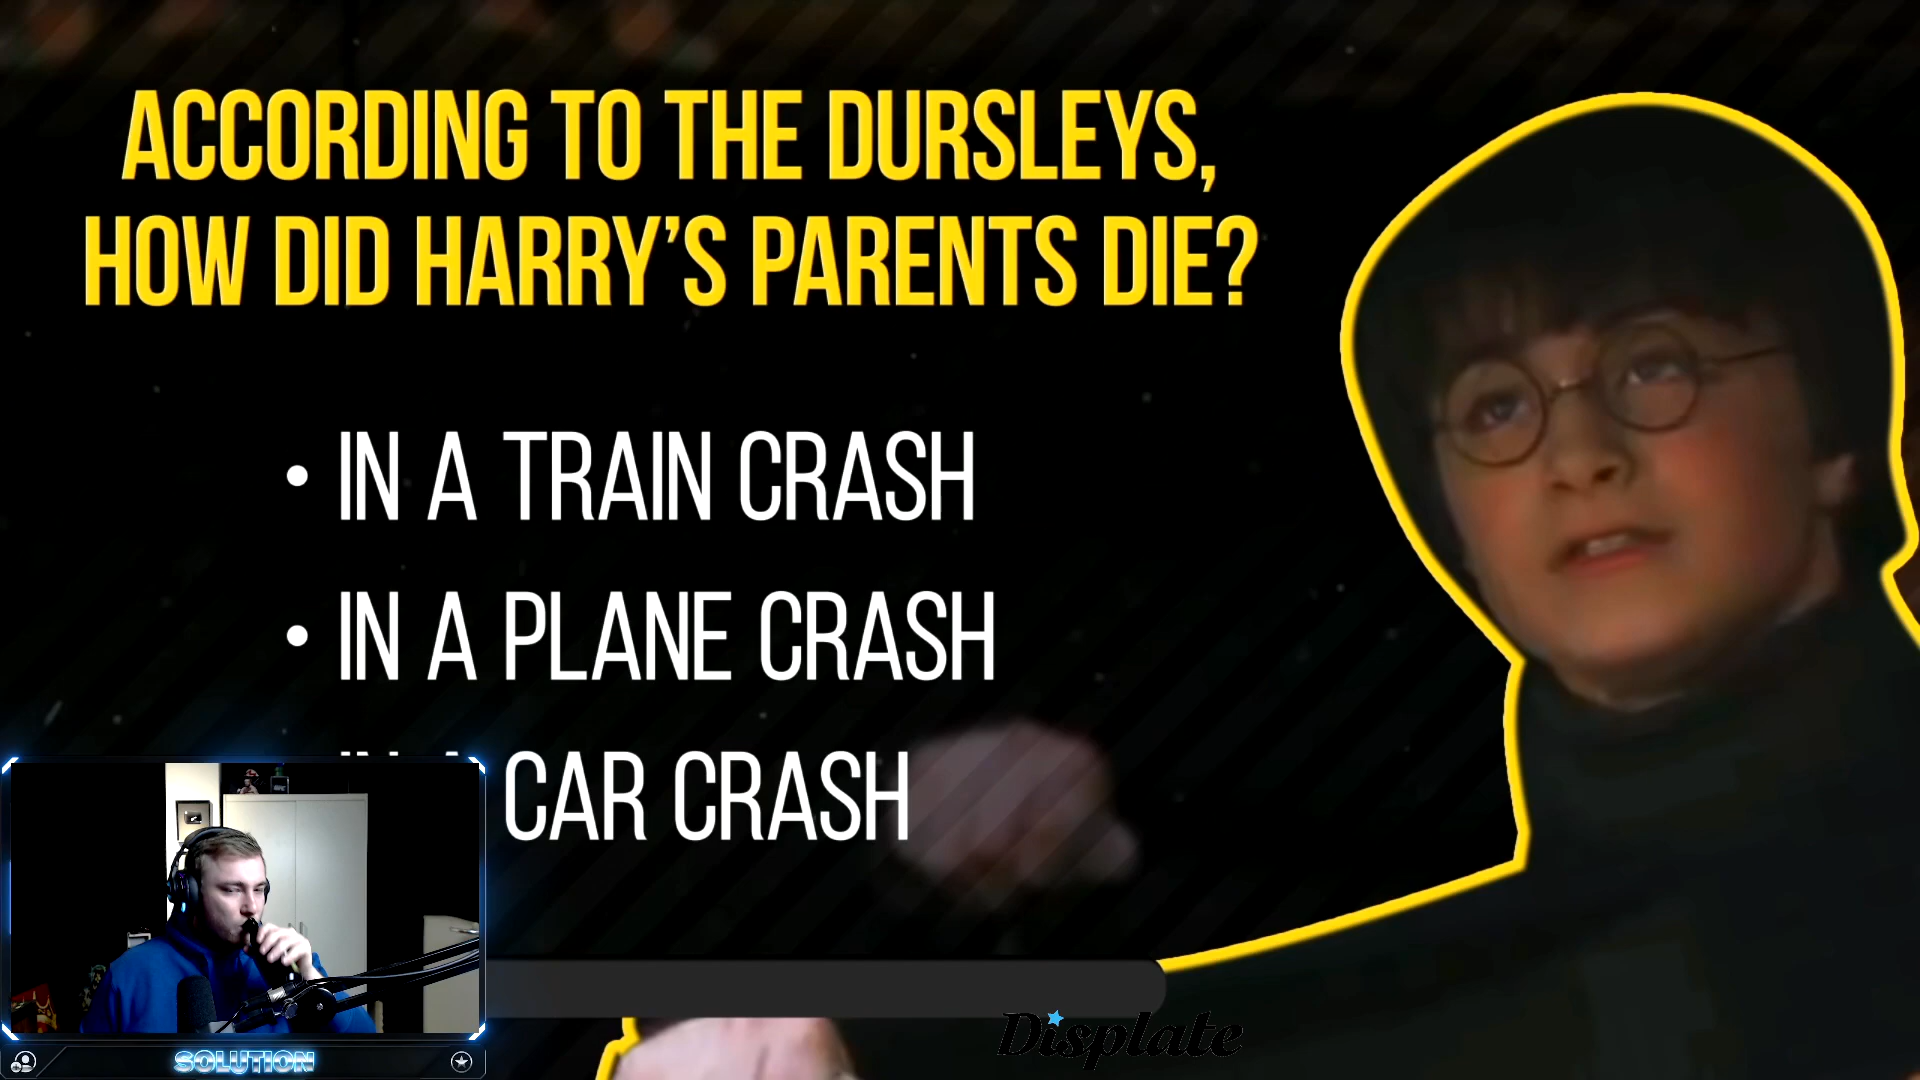 ACCORDING TO THE DURSLEYS,
HOW DID HARRY'S PARENTS DIE?
• IN A TRAIN CRASH
• IN A PLANE CRASH
IN A CAR CRASH
SOLUTION
Displate